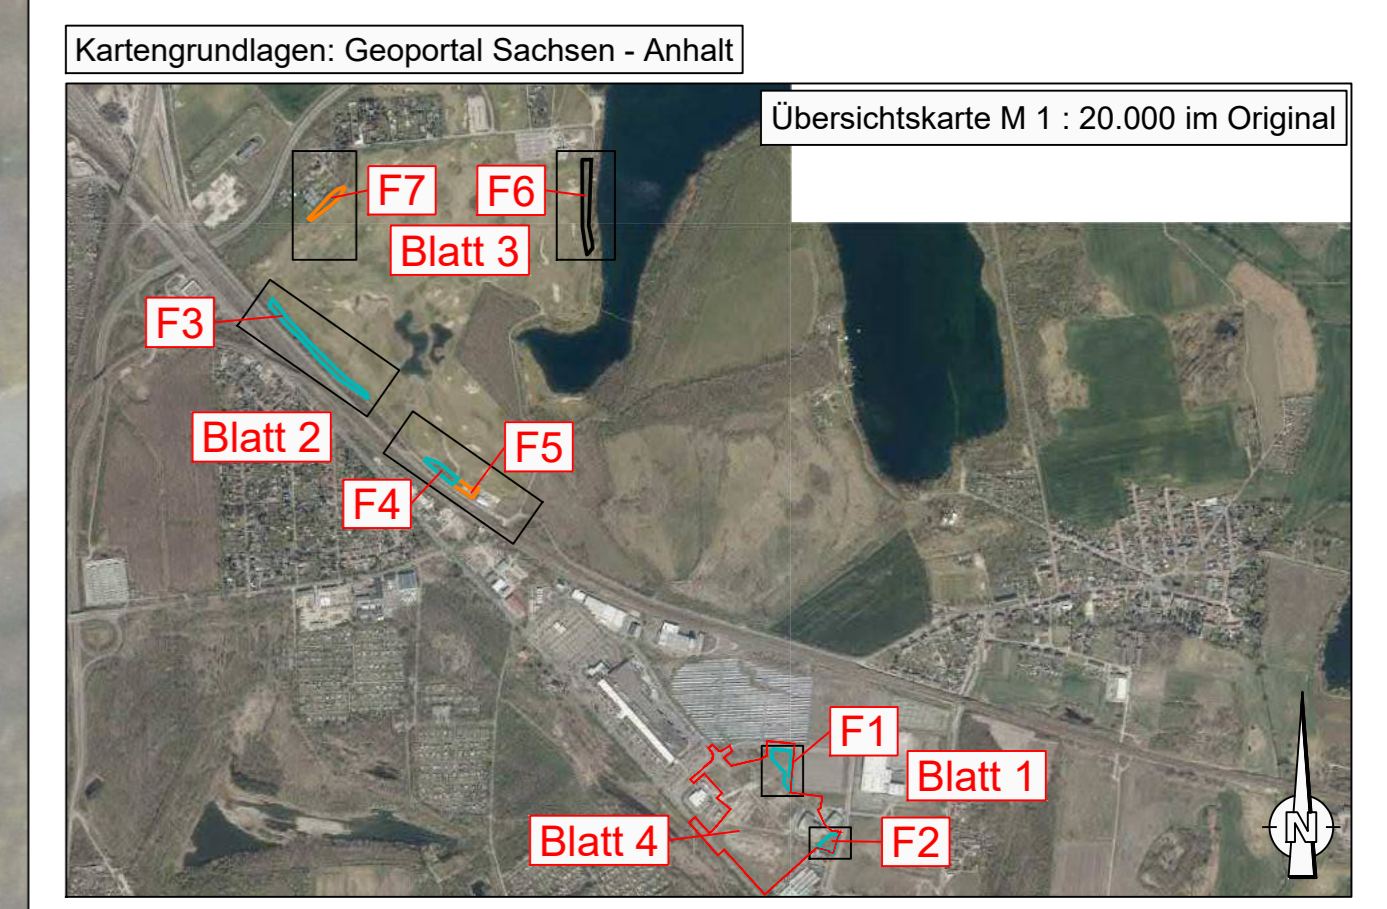 Kartengrundlagen: Geoportal Sachsen - Anhalt
Übersichtskarte M 1 : 20.000 im Original
F7
F6
Blatt 3
F3
Blatt 2
F5
F4
F1
Blatt 1
Blatt 4
F2
N